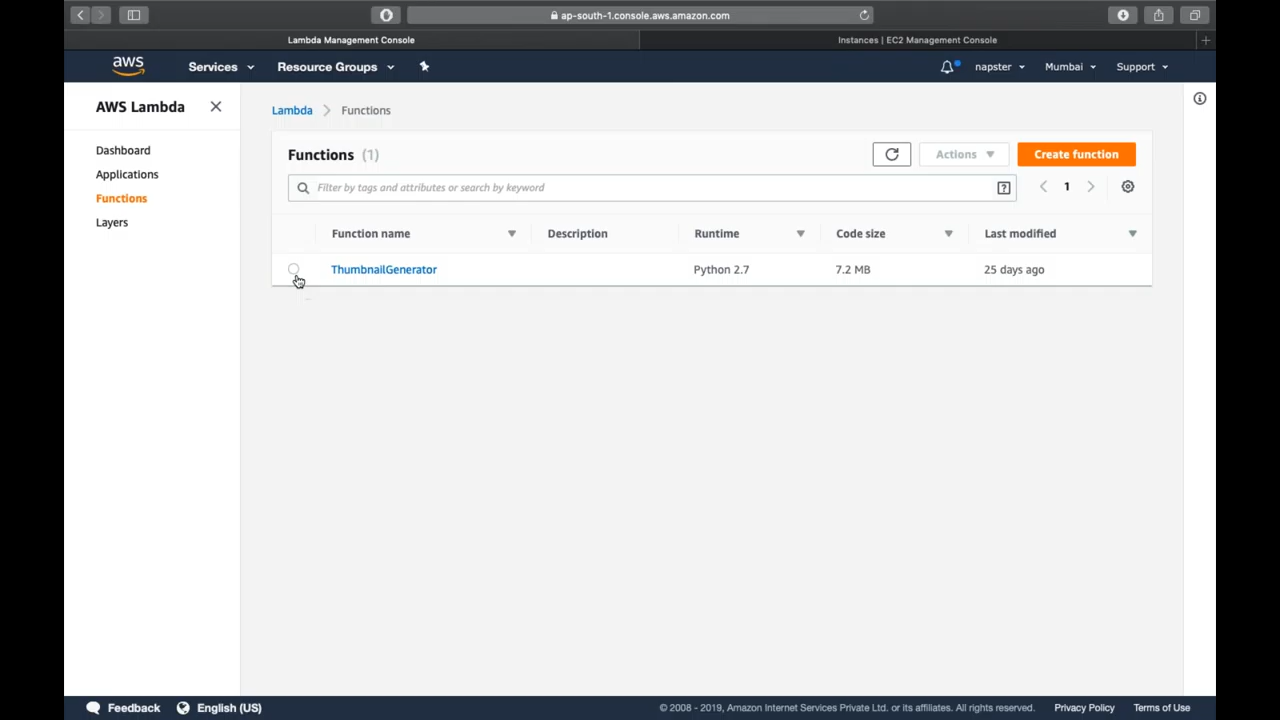 ap-south-1.console.aws.amazon.com
Lambda Management Console
Instances | EC2 Management Console
aws
Services
Resource Groups
napster
Mumbai
Support
AWS Lambda
Dashboard
Applications
Functions
Layers
Lambda > Functions
Functions (1)
Actions
Create function
Filter by tags and attributes or search by keyword
1
Function name
Description
Runtime
Code size
Last modified
ThumbnailGenerator
Python 2.7
7.2 MB
25 days ago
Feedback
English (US)
© 2008 - 2019, Amazon Internet Services Private Ltd. or its affiliates. All rights reserved.
Privacy Policy
Terms of Use